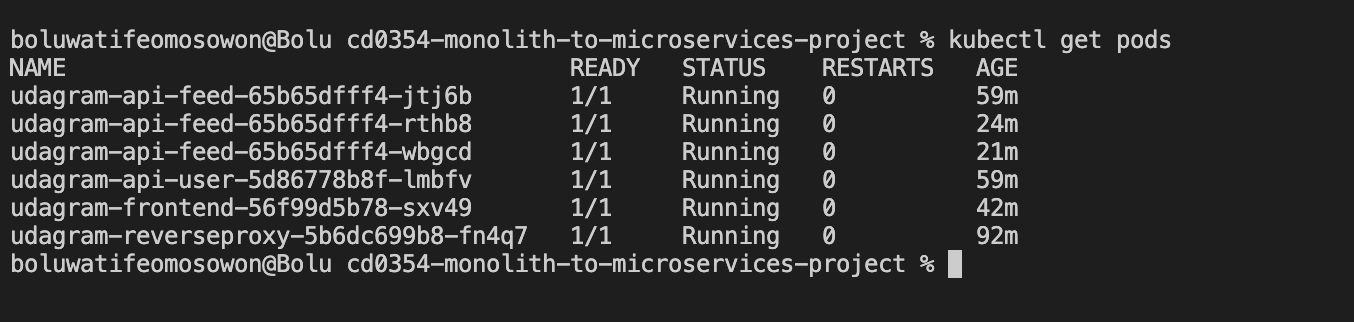 boluwatifeomosowon@Bolu cd0354-monolith-to-microservices-project % kubectl get pods
NAME READY STATUS RESTARTS AGE
udagram-api-feed-65b65dfff4-jtj6b 1/1 Running 0 59m
udagram-api-feed-65b65dfff4-rthb8 1/1 Running 0 24m
udagram-api-feed-65b65dfff4-wbgcd 1/1 Running 0 21m
udagram-api-user-5d86778b8f-lmbfv 1/1 Running 0 59m
udagram-frontend-56f99d5b78-sxv49 1/1 Running 0 42m
udagram-reverseproxy-5b6dc699b8-fn4q7 1/1 Running 0 92m
boluwatifeomosowon@Bolu cd0354-monolith-to-microservices-project %